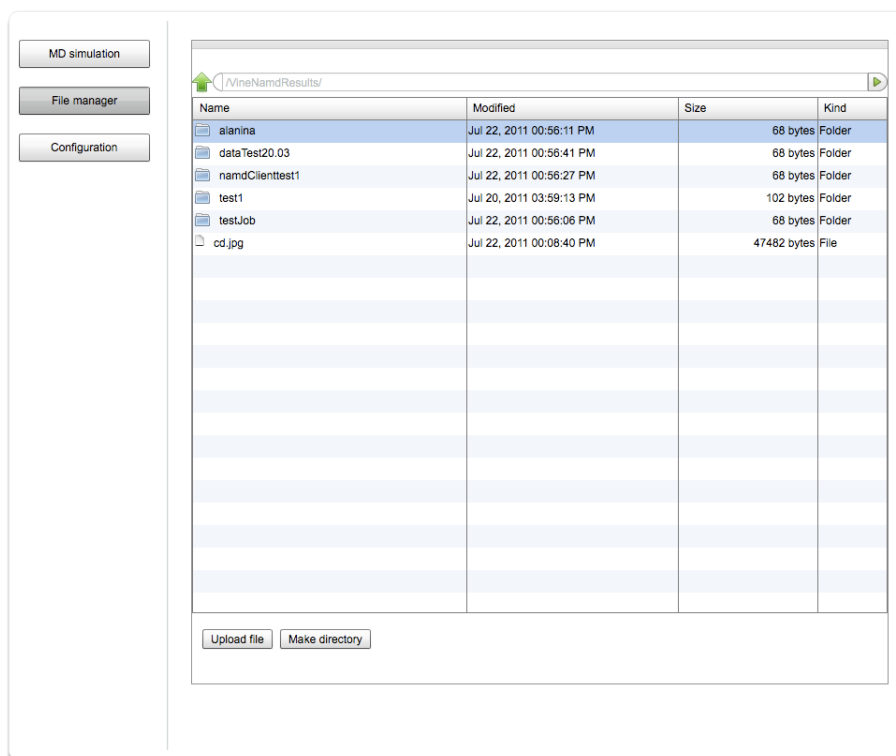 MD simulation
File manager
Configuration
/VineNamdResults/
Name Modified Size Kind
alanina Jul 22, 2011 00:56:11 PM 68 bytes Folder
dataTest20.03 Jul 22, 2011 00:56:41 PM 68 bytes Folder
namdClienttest1 Jul 22, 2011 00:56:27 PM 68 bytes Folder
test1 Jul 20, 2011 03:59:13 PM 102 bytes Folder
testJob Jul 22, 2011 00:56:06 PM 68 bytes Folder
cd.jpg Jul 22, 2011 00:08:40 PM 47482 bytes File
Upload file Make directory